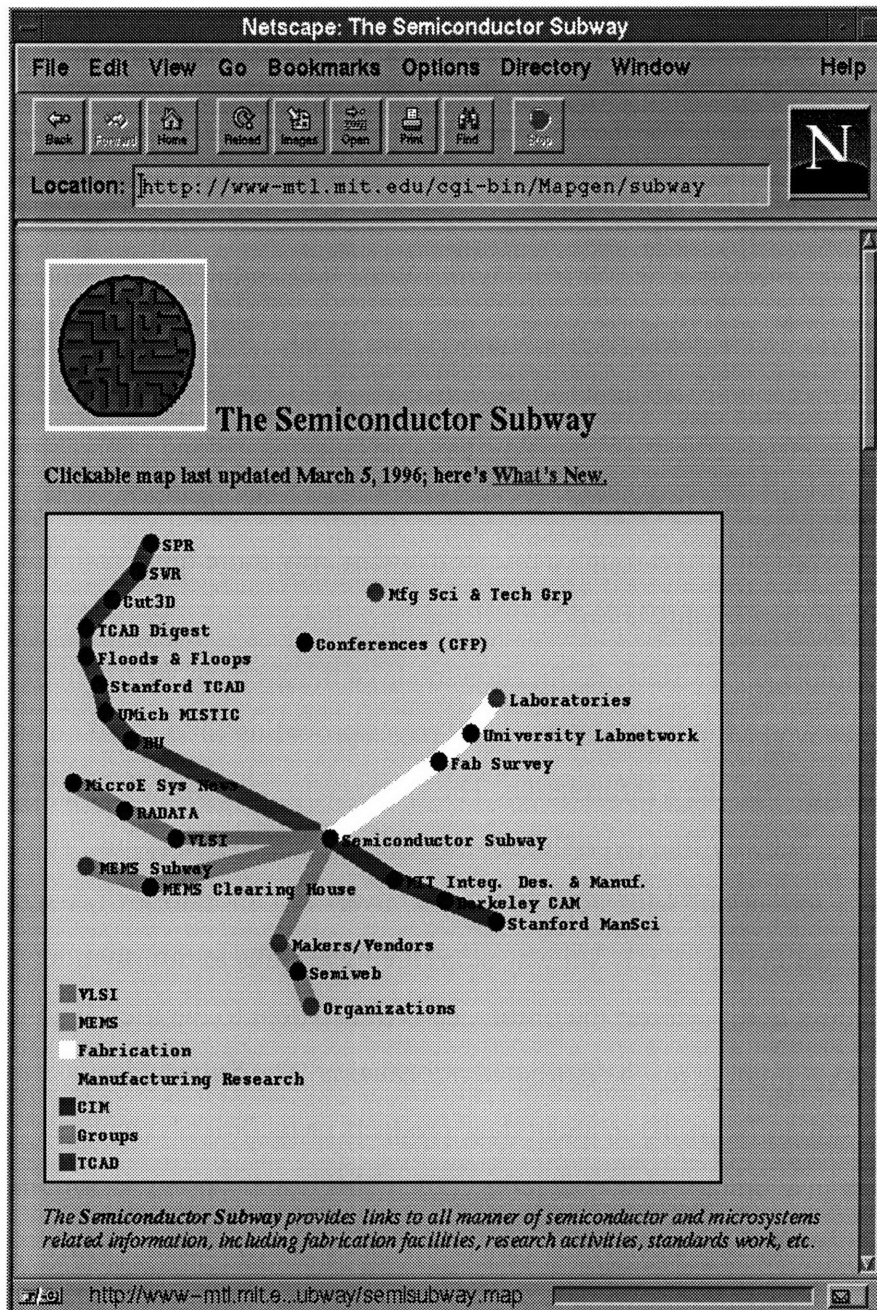 Netscape: The Semiconductor Subway
File Edit View Go Bookmarks Options Directory Window Help
Back Forward Home Reload Images Open Print Find Stop
N
Location: http://www-mtl.mit.edu/cgi-bin/Mapgen/subway
The Semiconductor Subway
Clickable map last updated March 5, 1996; here's What's New.
SPR
SWR
Cut3D
Mfg Sci & Tech Grp
TCAD Digest
Conferences (CFP)
Floods & Floops
Stanford TCAD
Laboratories
UMich MISTIC
University Labnetwork
BU
Fab Survey
MicroE Sys News
RADATA
VLSI
Semiconductor Subway
MEMS Subway
MEMS Clearing House
MIT Integ. Des. & Manuf.
Berkeley CAM
Stanford ManSci
Makers/Vendors
Semiweb
Organizations
VLSI
MEMS
Fabrication
Manufacturing Research
CIM
Groups
TCAD
The Semiconductor Subway provides links to all manner of semiconductor and microsystems
related information, including fabrication facilities, research activities, standards work, etc.
http://www-mtl.mit.e...ubway/semisubway.map